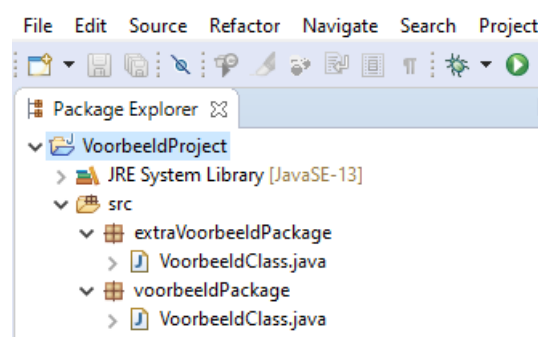 File Edit Source Refactor Navigate Search Project
Package Explorer
VoorbeeldProject
JRE System Library [JavaSE-13]
src
extraVoorbeeldPackage
VoorbeeldClass.java
voorbeeldPackage
VoorbeeldClass.java